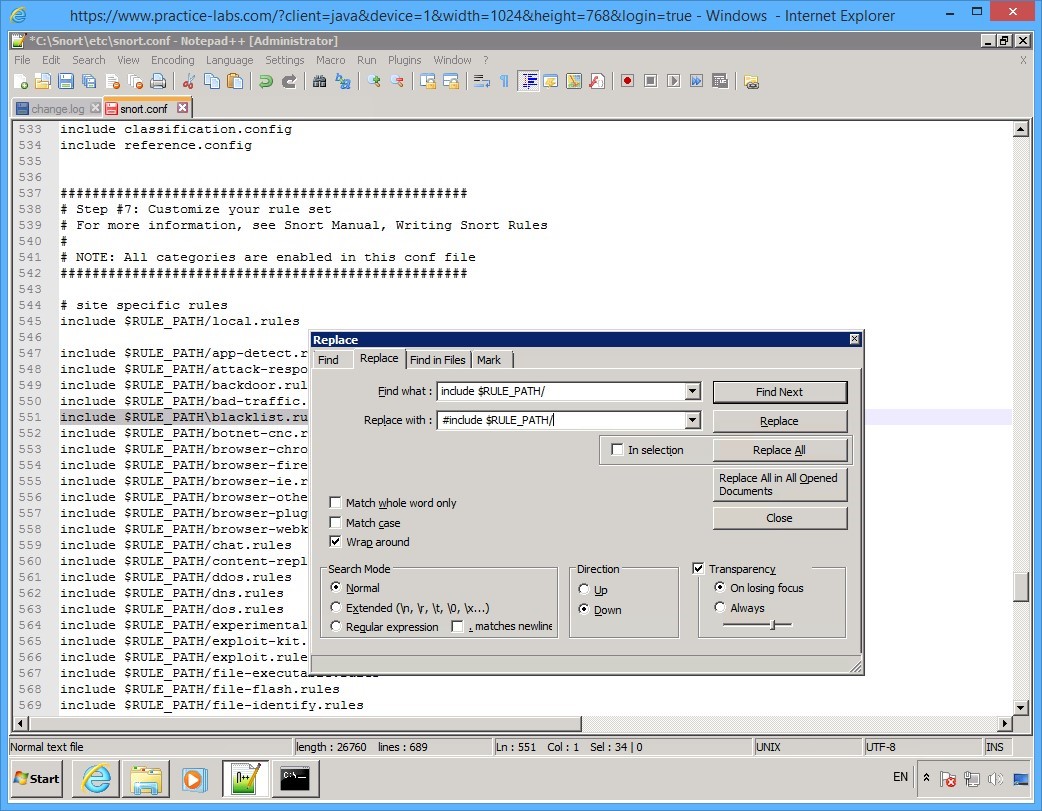 https://www.practice-labs.com/?client=java&device=1&width=1024&height=768&login=true - Windows - Internet Explorer
*C:\Snort\etc\snort.conf - Notepad++ [Administrator]
File Edit Search View Encoding Language Settings Macro Run Plugins Window ? X
change.log snort.conf
533 include classification.config
534 include reference.config
535
536
537 ###################################################
538 # Step #7: Customize your rule set
539 # For more information, see Snort Manual, Writing Snort Rules
540 #
541 # NOTE: All categories are enabled in this conf file
542 ###################################################
543
544 # site specific rules
545 include $RULE_PATH/local.rules
546
547 include $RULE_PATH/app-detect.r
548 include $RULE_PATH/attack-respo
549 include $RULE_PATH/backdoor.rul
550 include $RULE_PATH/bad-traffic.
551 include $RULE_PATH\blacklist.ru
552 include $RULE_PATH/botnet-cnc.r
553 include $RULE_PATH/browser-chro
554 include $RULE_PATH/browser-fire
555 include $RULE_PATH/browser-ie.r
556 include $RULE_PATH/browser-othe
557 include $RULE_PATH/browser-plug
558 include $RULE_PATH/browser-webk
559 include $RULE_PATH/chat.rules
560 include $RULE_PATH/content-repl
561 include $RULE_PATH/ddos.rules
562 include $RULE_PATH/dns.rules
563 include $RULE_PATH/dos.rules
564 include $RULE_PATH/experimental
565 include $RULE_PATH/exploit-kit.
566 include $RULE_PATH/exploit.rule
567 include $RULE_PATH/file-executable.rules
568 include $RULE_PATH/file-flash.rules
569 include $RULE_PATH/file-identify.rules
Replace
Find Replace Find in Files Mark
Find what : include $RULE_PATH/ Find Next
Replace with : #include $RULE_PATH/ Replace
In selection Replace All
Replace All in All Opened
Documents
Close
Match whole word only
Match case
Wrap around
Search Mode
Normal
Extended (\n, \r, \t, \0, \x...)
Regular expression . matches newline
Direction
Up
Down
Transparency
On losing focus
Always
Normal text file length : 26760 lines : 689 Ln : 551 Col : 1 Sel : 34 | 0 UNIX UTF-8 INS
Start EN